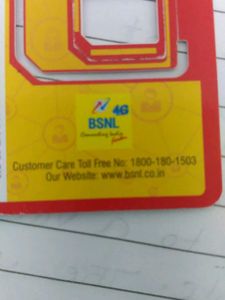 4G
BSNL
Connecting India
Customer Care Toll Free No: 1800-180-1503
Our Website: www.bsnl.co.in